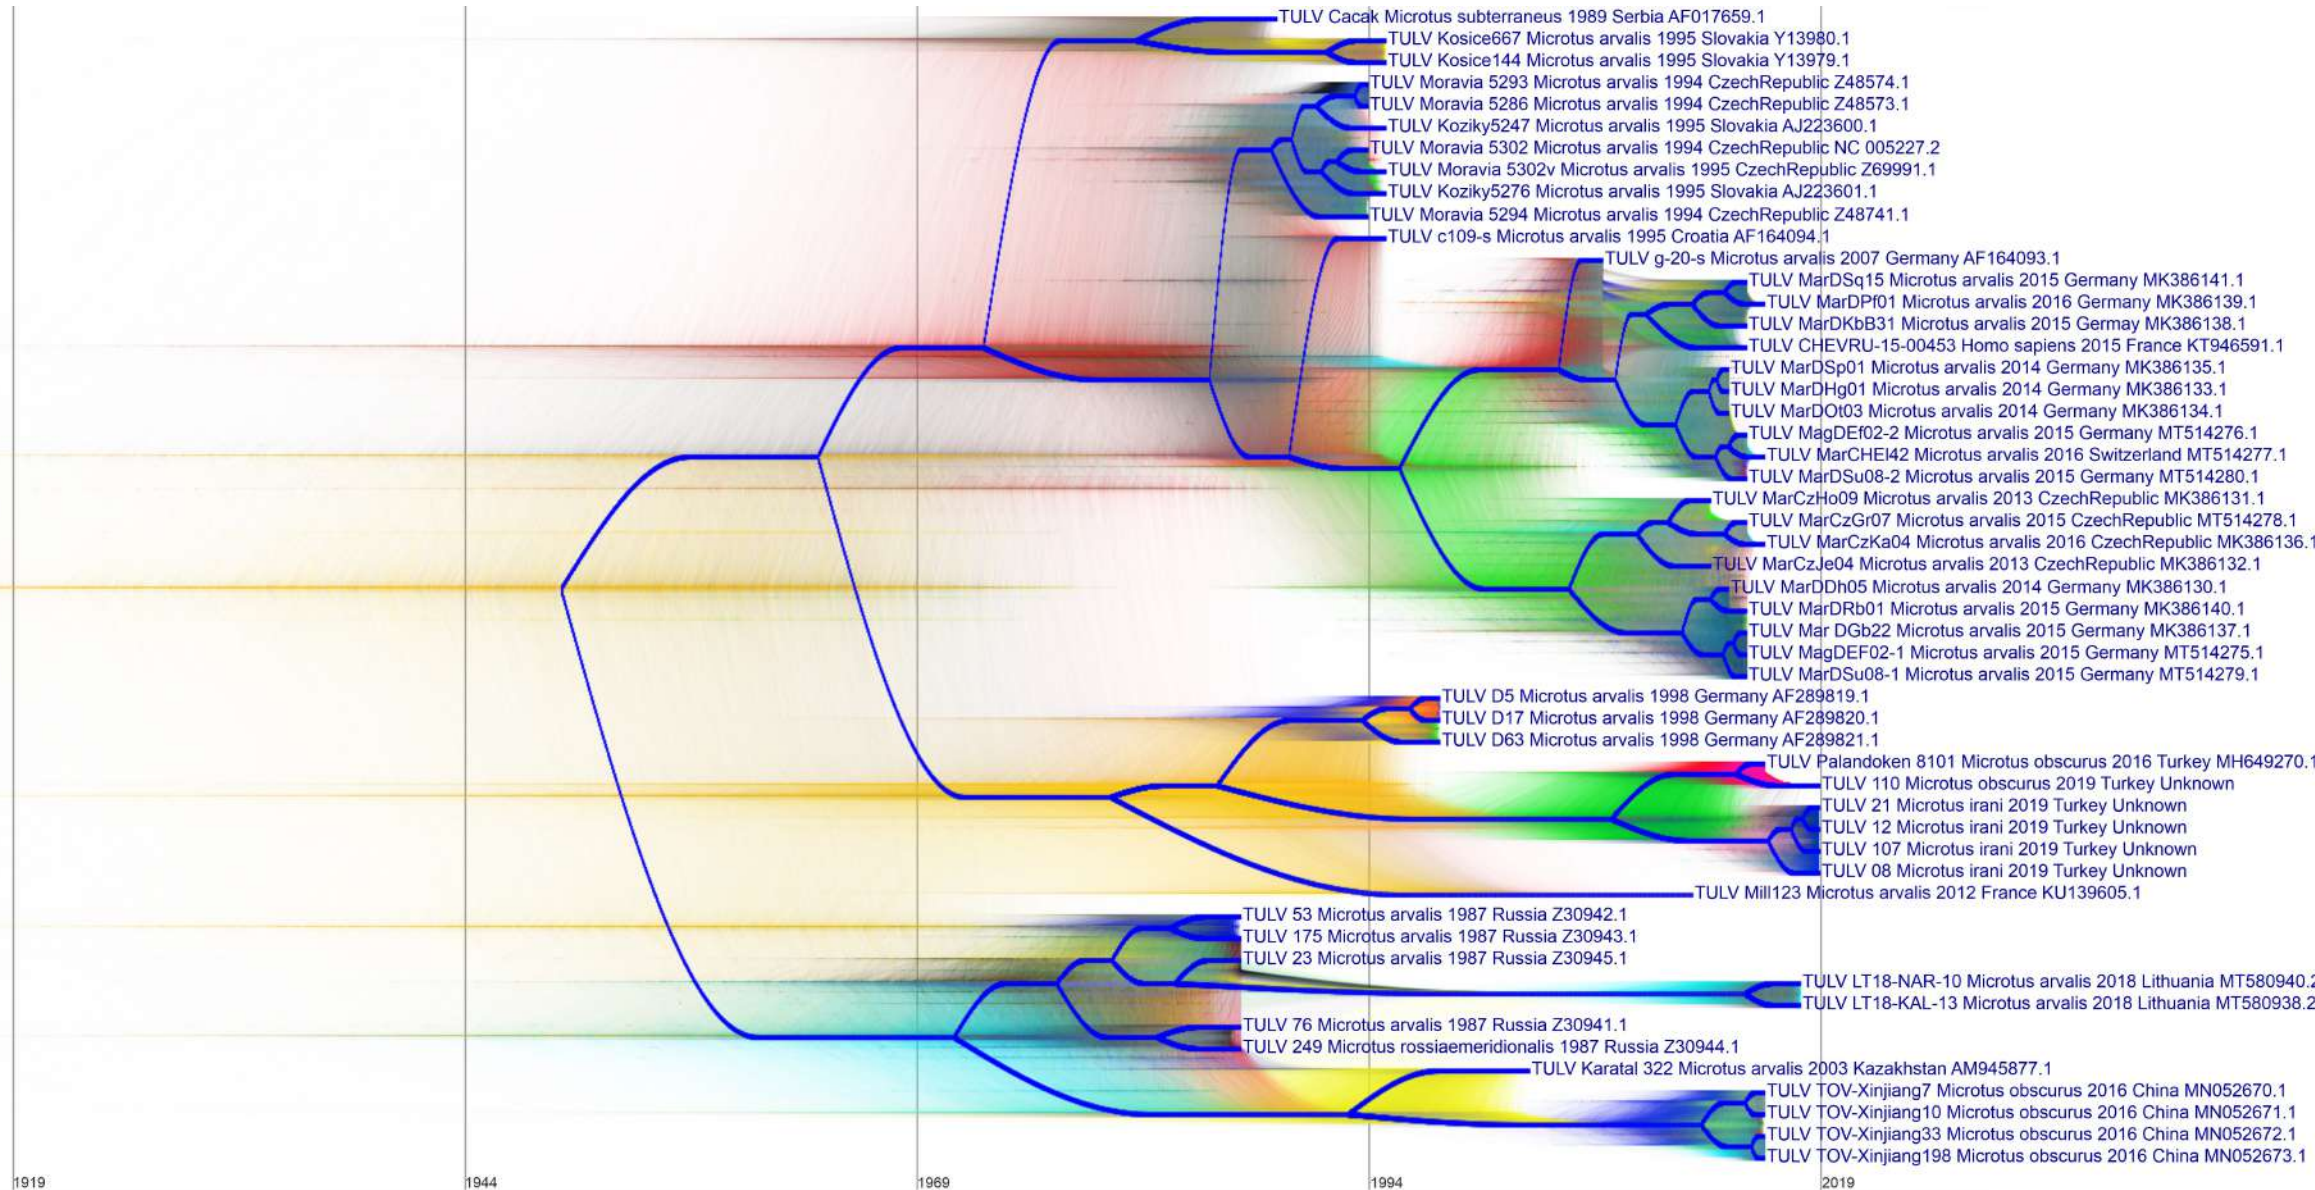 TULV Cacak Microtus subterraneus 1989 Serbia AF017659.1
TULV Kosice667 Microtus arvalis 1995 Slovakia Y13980.1
TULV Kosice144 Microtus arvalis 1995 Slovakia Y13979.1
TULV Moravia 5293 Microtus arvalis 1994 CzechRepublic Z48574.1
TULV Moravia 5286 Microtus arvalis 1994 CzechRepublic Z48573.1
TULV Koziky5247 Microtus arvalis 1995 Slovakia AJ223600.1
TULV Moravia 5302 Microtus arvalis 1994 CzechRepublic NC 005227.2
TULV Moravia 5302v Microtus arvalis 1995 CzechRepublic Z69991.1
TULV Koziky5276 Microtus arvalis 1995 Slovakia AJ223601.1
TULV Moravia 5294 Microtus arvalis 1994 CzechRepublic Z48741.1
TULV c109-s Microtus arvalis 1995 Croatia AF164094.1
TULV g-20-s Microtus arvalis 2007 Germany AF164093.1
TULV MarDSq15 Microtus arvalis 2015 Germany MK386141.1
TULV MarDPf01 Microtus arvalis 2016 Germany MK386139.1
TULV MarDKbB31 Microtus arvalis 2015 Germay MK386138.1
TULV CHEVRU-15-00453 Homo sapiens 2015 France KT946591.1
TULV MarDSp01 Microtus arvalis 2014 Germany MK386135.1
TULV MarDHg01 Microtus arvalis 2014 Germany MK386133.1
TULV MarDOt03 Microtus arvalis 2014 Germany MK386134.1
TULV MagDEf02-2 Microtus arvalis 2015 Germany MT514276.1
TULV MarCHEl42 Microtus arvalis 2016 Switzerland MT514277.1
TULV MarDSu08-2 Microtus arvalis 2015 Germany MT514280.1
TULV MarCzHo09 Microtus arvalis 2013 CzechRepublic MK386131.1
TULV MarCzGr07 Microtus arvalis 2015 CzechRepublic MT514278.1
TULV MarCzKa04 Microtus arvalis 2016 CzechRepublic MK386136.1
TULV MarCzJe04 Microtus arvalis 2013 CzechRepublic MK386132.1
TULV MarDDh05 Microtus arvalis 2014 Germany MK386130.1
TULV MarDRb01 Microtus arvalis 2015 Germany MK386140.1
TULV Mar DGb22 Microtus arvalis 2015 Germany MK386137.1
TULV MagDEF02-1 Microtus arvalis 2015 Germany MT514275.1
TULV MarDSu08-1 Microtus arvalis 2015 Germany MT514279.1
TULV D5 Microtus arvalis 1998 Germany AF289819.1
TULV D17 Microtus arvalis 1998 Germany AF289820.1
TULV D63 Microtus arvalis 1998 Germany AF289821.1
TULV Palandoken 8101 Microtus obscurus 2016 Turkey MH649270.1
TULV 110 Microtus obscurus 2019 Turkey Unknown
TULV 21 Microtus irani 2019 Turkey Unknown
TULV 12 Microtus irani 2019 Turkey Unknown
TULV 107 Microtus irani 2019 Turkey Unknown
TULV 08 Microtus irani 2019 Turkey Unknown
TULV Mill123 Microtus arvalis 2012 France KU139605.1
TULV 53 Microtus arvalis 1987 Russia Z30942.1
TULV 175 Microtus arvalis 1987 Russia Z30943.1
TULV 23 Microtus arvalis 1987 Russia Z30945.1
TULV LT18-NAR-10 Microtus arvalis 2018 Lithuania MT580940.2
TULV LT18-KAL-13 Microtus arvalis 2018 Lithuania MT580938.2
TULV 76 Microtus arvalis 1987 Russia Z30941.1
TULV 249 Microtus rossiaemeridionalis 1987 Russia Z30944.1
TULV Karatal 322 Microtus arvalis 2003 Kazakhstan AM945877.1
TULV TOV-Xinjiang7 Microtus obscurus 2016 China MN052670.1
TULV TOV-Xinjiang10 Microtus obscurus 2016 China MN052671.1
TULV TOV-Xinjiang33 Microtus obscurus 2016 China MN052672.1
TULV TOV-Xinjiang198 Microtus obscurus 2016 China MN052673.1
1919 1944 1969 1994 2019